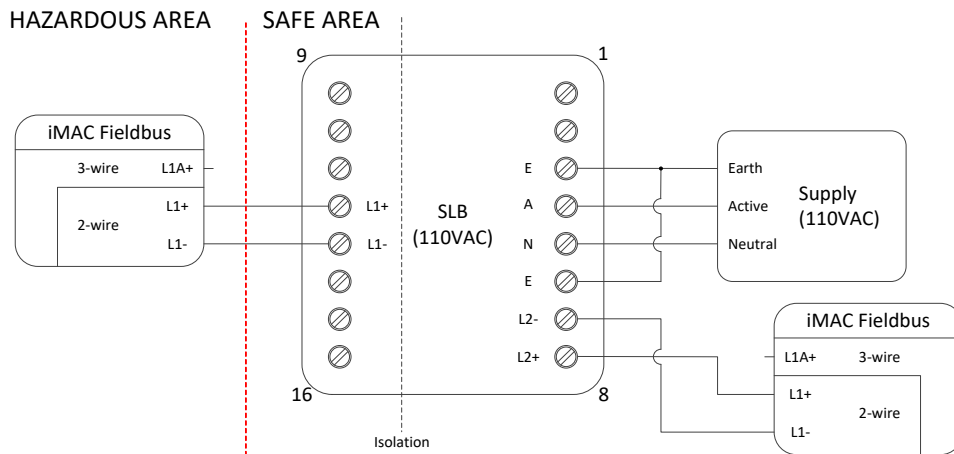 HAZARDOUS AREA
SAFE AREA
9
1
iMAC Fieldbus
3-wire
L1A+
2-wire
L1+
L1-
L1+
L1-
SLB
(110VAC)
E
A
N
E
L2-
L2+
Earth
Active
Neutral
Supply
(110VAC)
iMAC Fieldbus
L1A+
3-wire
L1+
2-wire
L1-
16
8
Isolation